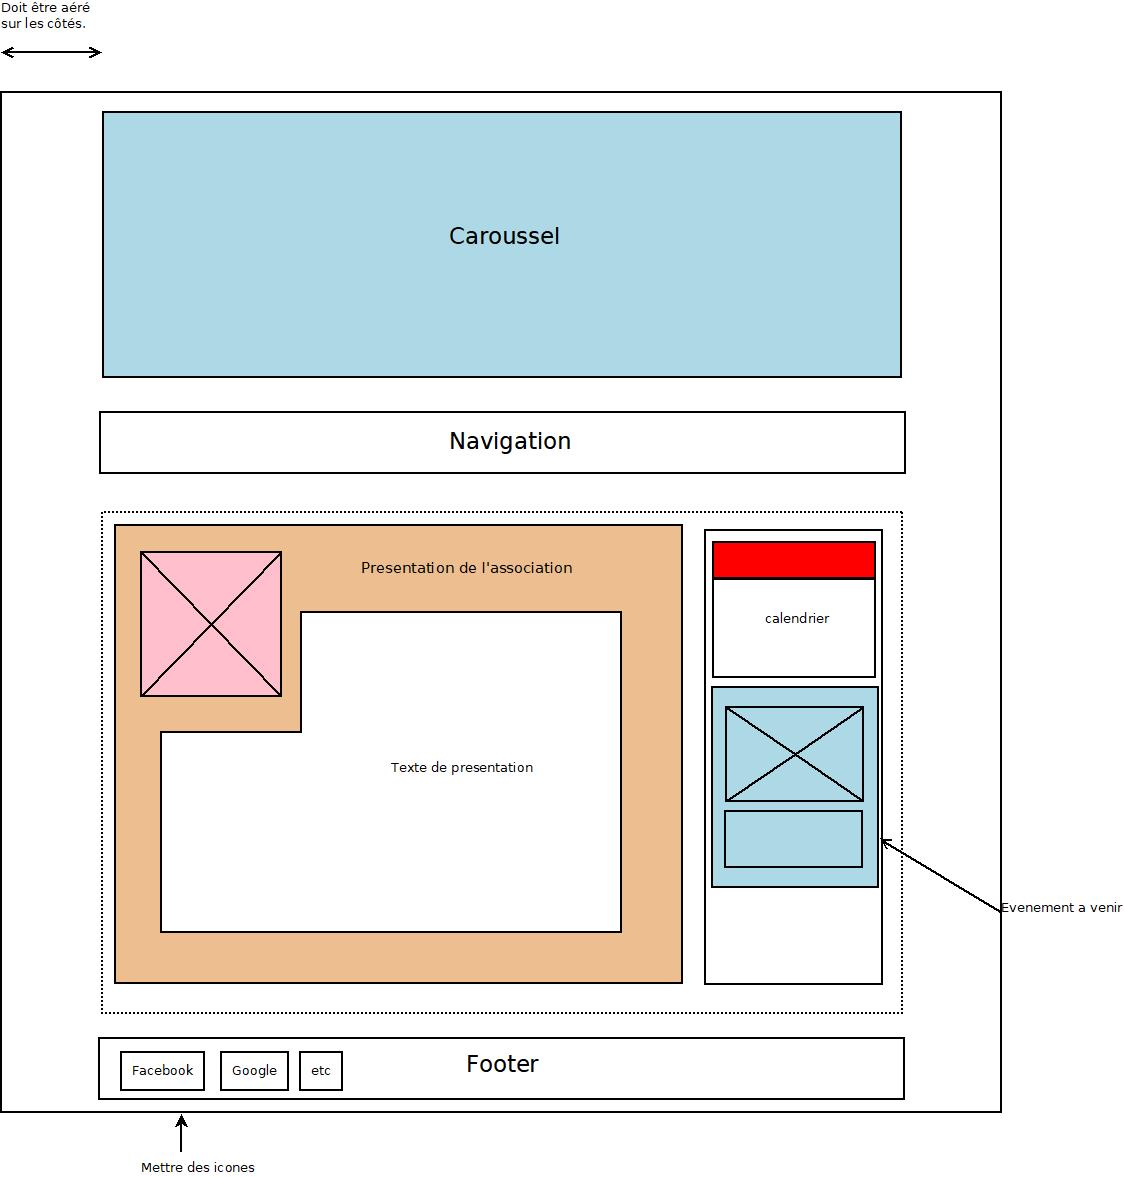 Doit être aéré
sur les côtés.
Caroussel
Navigation
Presentation de l'association
Texte de presentation
calendrier
Evenement a venir
Footer
Facebook
Google
etc
Mettre des icones